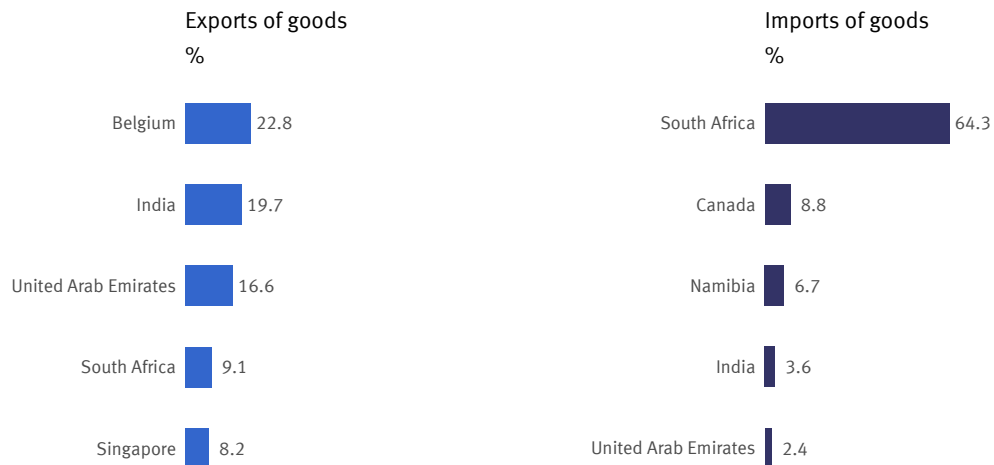 Exports of goods
%
Belgium 22.8
India 19.7
United Arab Emirates 16.6
South Africa 9.1
Singapore 8.2
Imports of goods
%
South Africa 64.3
Canada 8.8
Namibia 6.7
India 3.6
United Arab Emirates 2.4